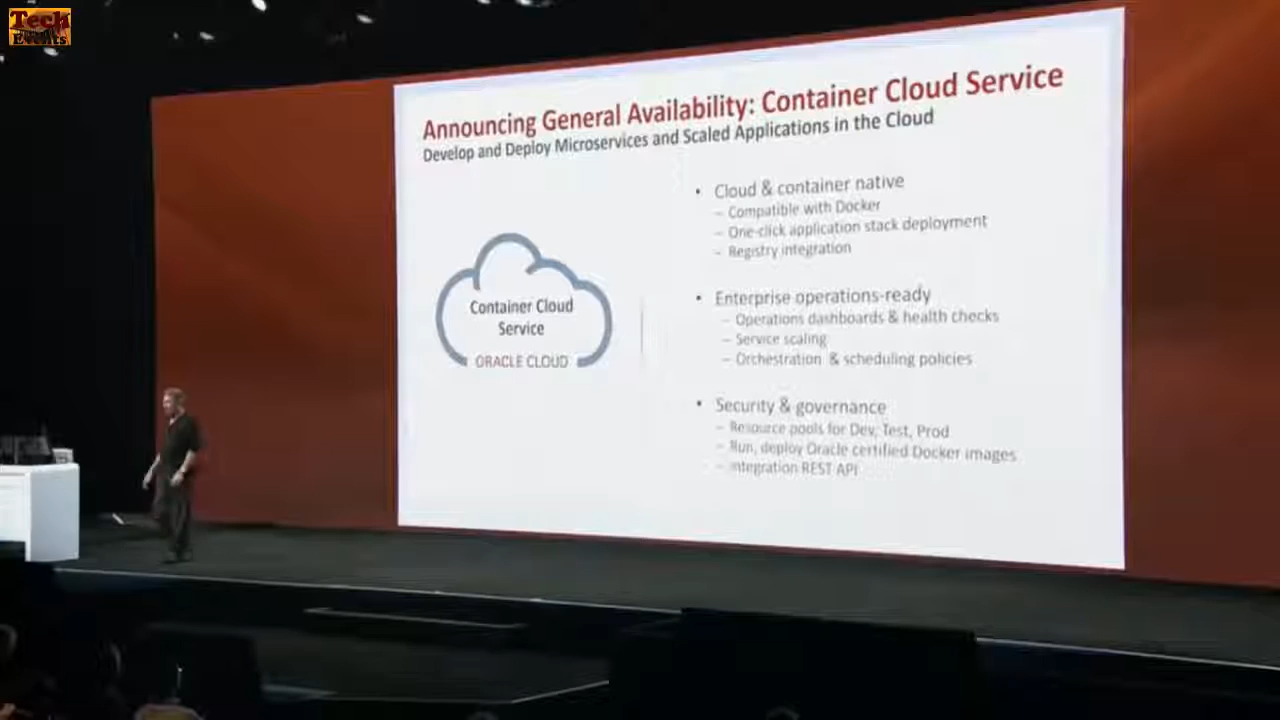 Tech
Events
Announcing General Availability: Container Cloud Service
Develop and Deploy Microservices and Scaled Applications in the Cloud
Container Cloud
Service
ORACLE CLOUD
• Cloud & container native
– Compatible with Docker
– One-click application stack deployment
– Registry integration
• Enterprise operations-ready
– Operations dashboards & health checks
– Service scaling
– Orchestration & scheduling policies
• Security & governance
– Resource pools for Dev, Test, Prod
– Run, deploy Oracle certified Docker images
– Integration REST API